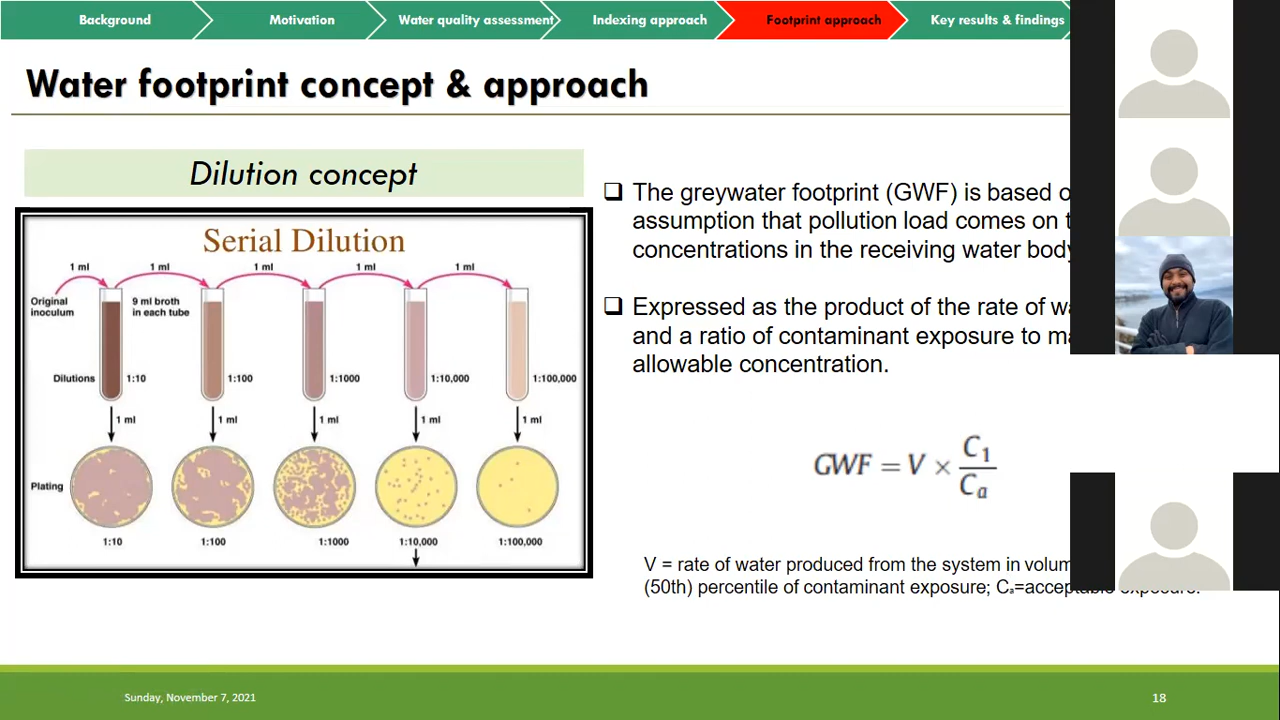 Background
Motivation
Water quality assessment
Indexing approach
Footprint approach
Key results & findings
Water footprint concept & approach
Dilution concept
Serial Dilution
1 ml
1 ml
1 ml
1 ml
1 ml
Original
inoculum
9 ml broth
in each tube
Dilutions
1:10
1:100
1:1000
1:10,000
1:100,000
1 ml
1 ml
1 ml
1 ml
1 ml
Plating
1:10
1:100
1:1000
1:10,000
1:100,000
❑ The greywater footprint (GWF) is based
assumption that pollution load comes on
concentrations in the receiving water body
❑ Expressed as the product of the rate of
and a ratio of contaminant exposure to
allowable concentration.
GWF = V × C₁/Cₐ
V = rate of water produced from the system in
(50th) percentile of contaminant exposure; Cₐ=acceptable exposure.
Sunday, November 7, 2021
18